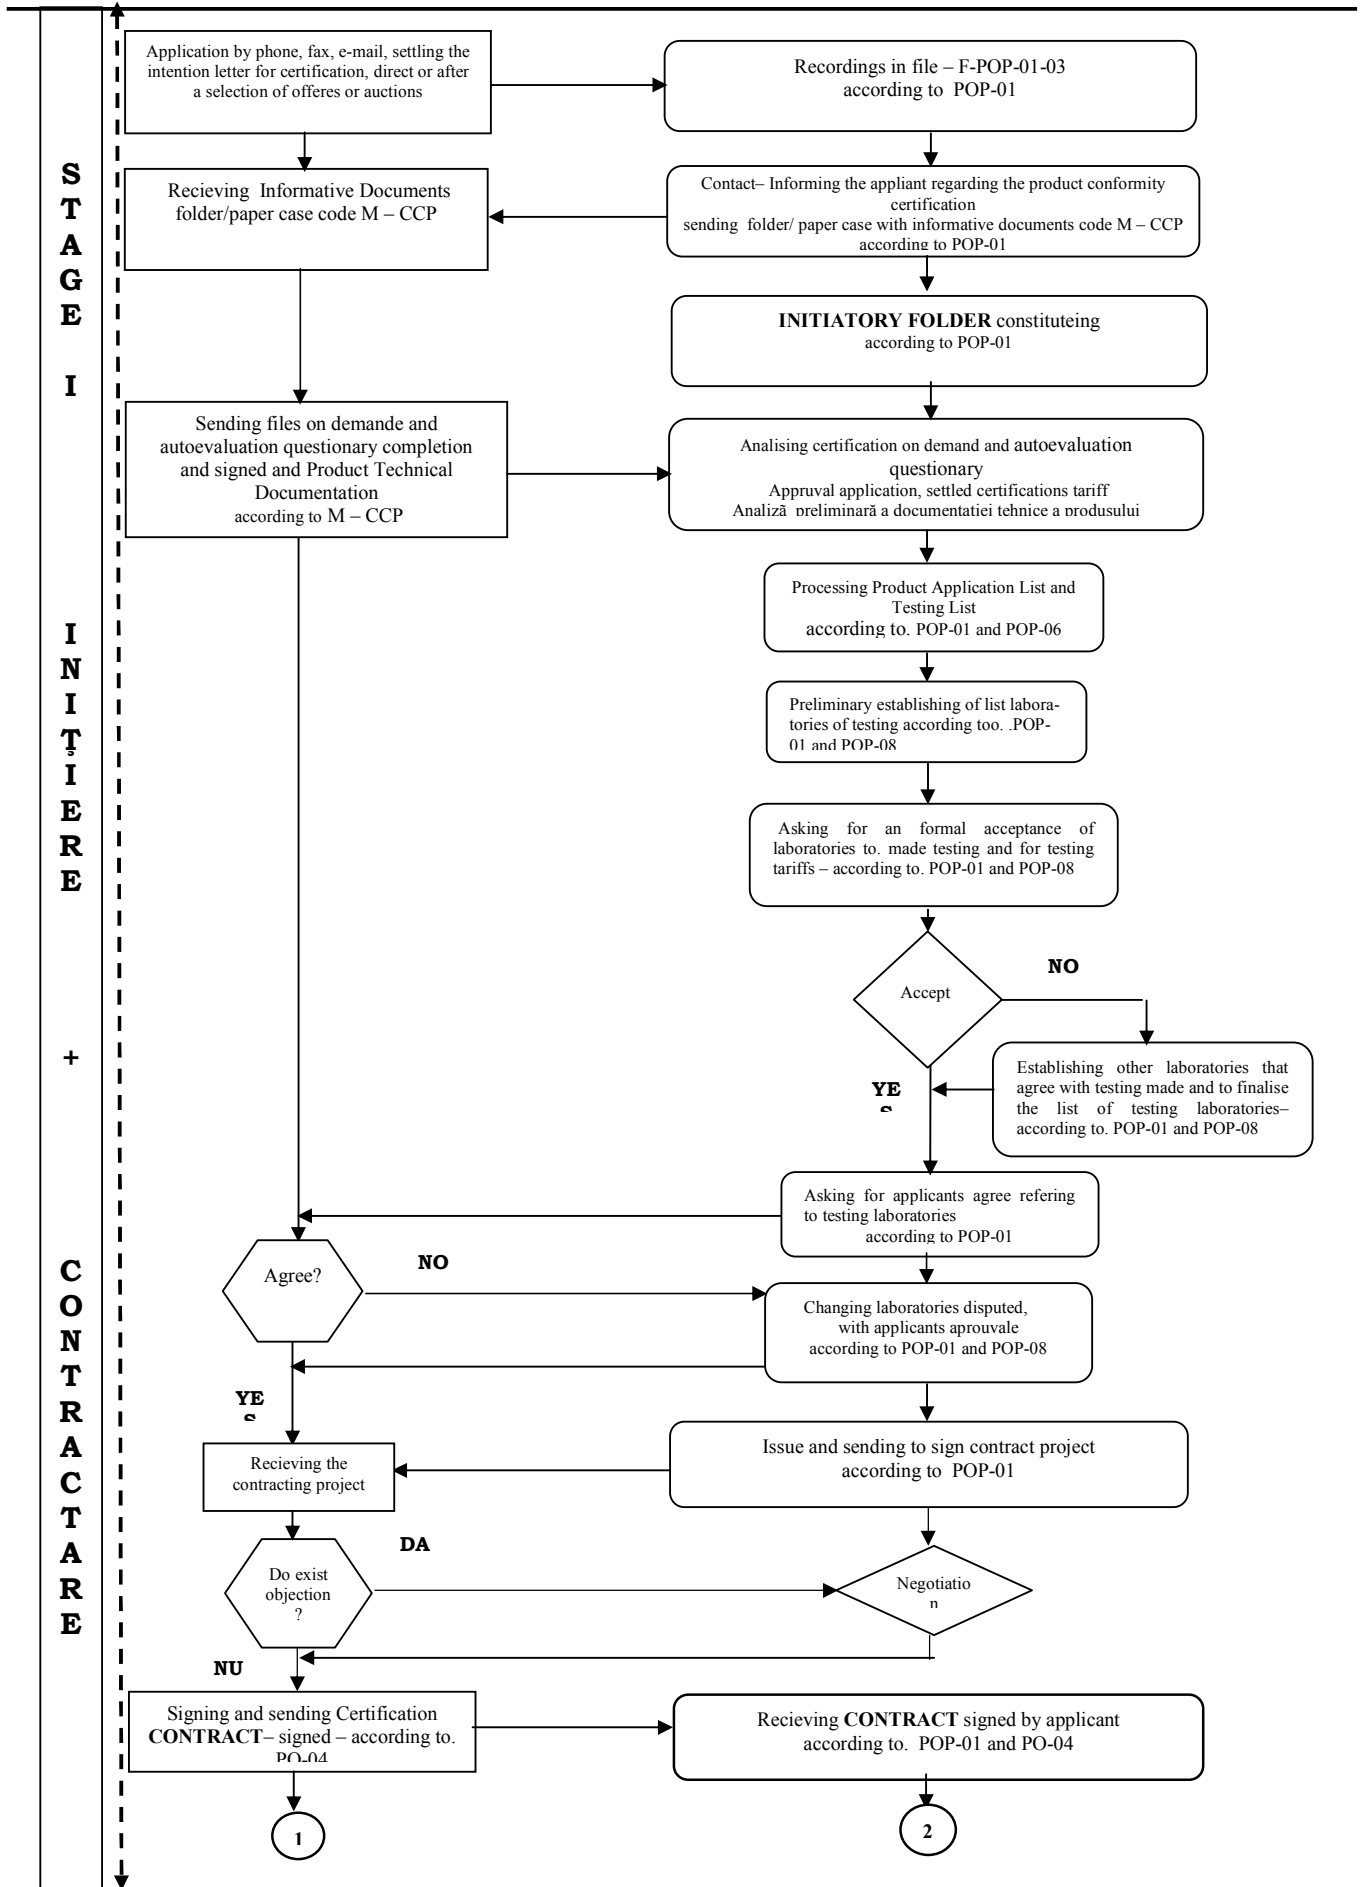 STAGE I INIŢIERE + CONTRACTARE
Application by phone, fax, e-mail, settling the
intention letter for certification, direct or after
a selection of offeres or auctions
Recordings in file – F-POP-01-03
according to POP-01
Recieving Informative Documents
folder/paper case code M – CCP
Contact– Informing the appliant regarding the product conformity
certification
sending folder/ paper case with informative documents code M – CCP
according to POP-01
INITIATORY FOLDER constituteing
according to POP-01
Sending files on demande and
autoevaluation questionary completion
and signed and Product Technical
Documentation
according to M – CCP
Analising certification on demand and autoevaluation
questionary
Appruval application, settled certifications tariff
Analiză preliminară a documentatiei tehnice a produsului
Processing Product Application List and
Testing List
according to. POP-01 and POP-06
Preliminary establishing of list labora-
tories of testing according too. .POP-
01 and POP-08
Asking for an formal acceptance of
laboratories to. made testing and for testing
tariffs – according to. POP-01 and POP-08
Accept
NO
YE
S
Establishing other laboratories that
agree with testing made and to finalise
the list of testing laboratories–
according to. POP-01 and POP-08
Asking for applicants agree refering
to testing laboratories
according to POP-01
Agree?
NO
Changing laboratories disputed,
with applicants aprouvale
according to POP-01 and POP-08
YE
S
Recieving the
contracting project
Issue and sending to sign contract project
according to POP-01
Do exist
objection
?
DA
Negotiatio
n
NU
Signing and sending Certification
CONTRACT– signed – according to.
PO-04
Recieving CONTRACT signed by applicant
according to. POP-01 and PO-04
1
2